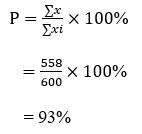 P = ∑x / ∑xi × 100%
= 558 / 600 × 100%
= 93%